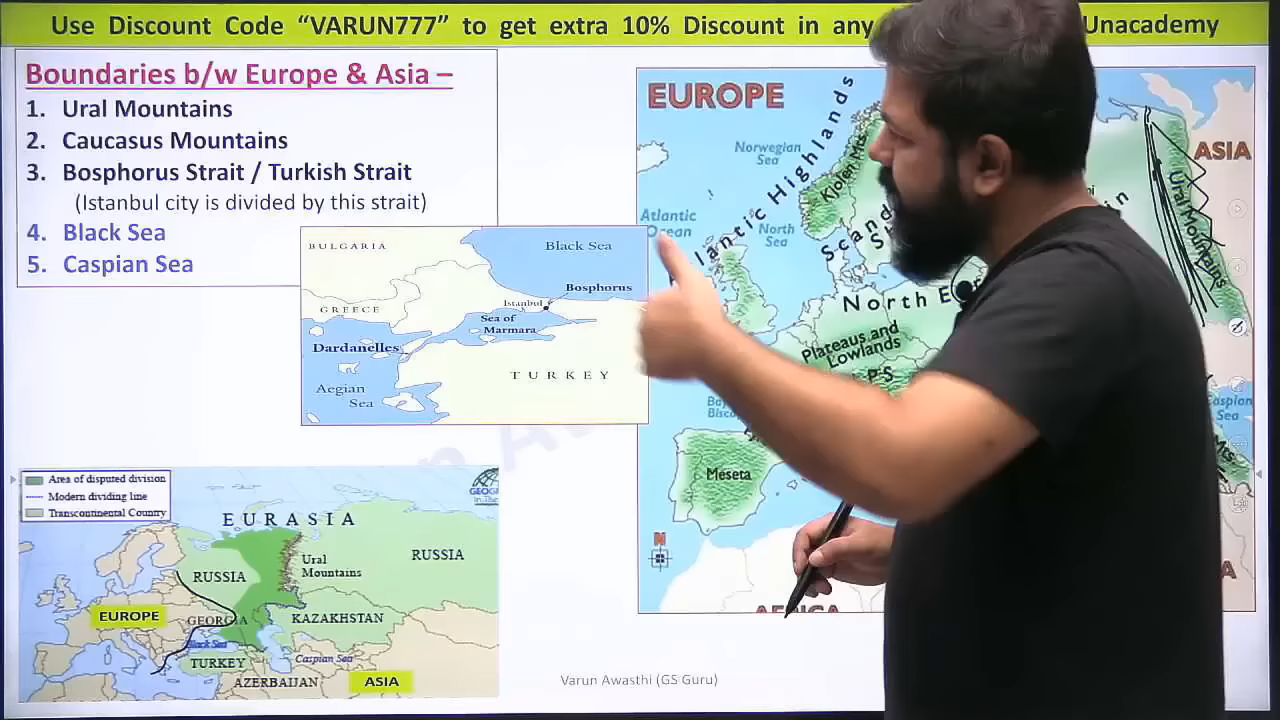 Use Discount Code “VARUN777” to get extra 10% Discount in any
Unacademy
Boundaries b/w Europe & Asia –
1. Ural Mountains
2. Caucasus Mountains
3. Bosphorus Strait / Turkish Strait
(Istanbul city is divided by this strait)
4. Black Sea
5. Caspian Sea
BULGARIA
Black Sea
Bosphorus
Istanbul
GREECE
Sea of
Marmara
Dardanelles
TURKEY
Aegian
Sea
EUROPE
ASIA
Norwegian
Sea
Kiolen Mts
Atlantic
North
Sea
Ural Mountains
North E
Plateaus and
Lowlands
Meseta
Caspian
Sea
Mts
N
AFRICA
Area of disputed division
Modern dividing line
Transcontinental Country
EURASIA
RUSSIA
Ural
Mountains
RUSSIA
EUROPE
GEORGIA
KAZAKHSTAN
Black Sea
TURKEY
Caspian Sea
AZERBAIJAN
ASIA
Varun Awasthi (GS Guru)